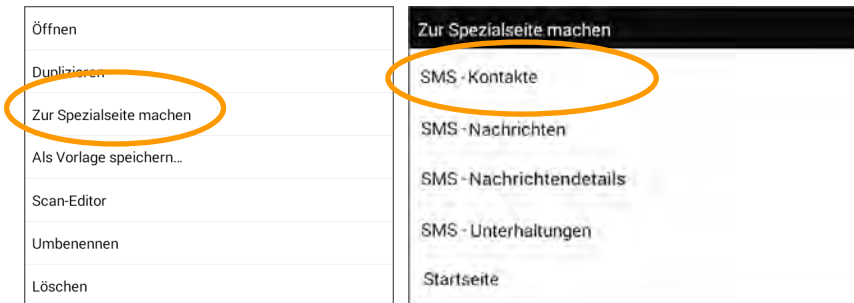 Öffnen
Duplizieren
Zur Spezialseite machen
Als Vorlage speichern...
Scan-Editor
Umbenennen
Löschen
Zur Spezialseite machen
SMS - Kontakte
SMS - Nachrichten
SMS - Nachrichtendetails
SMS - Unterhaltungen
Startseite